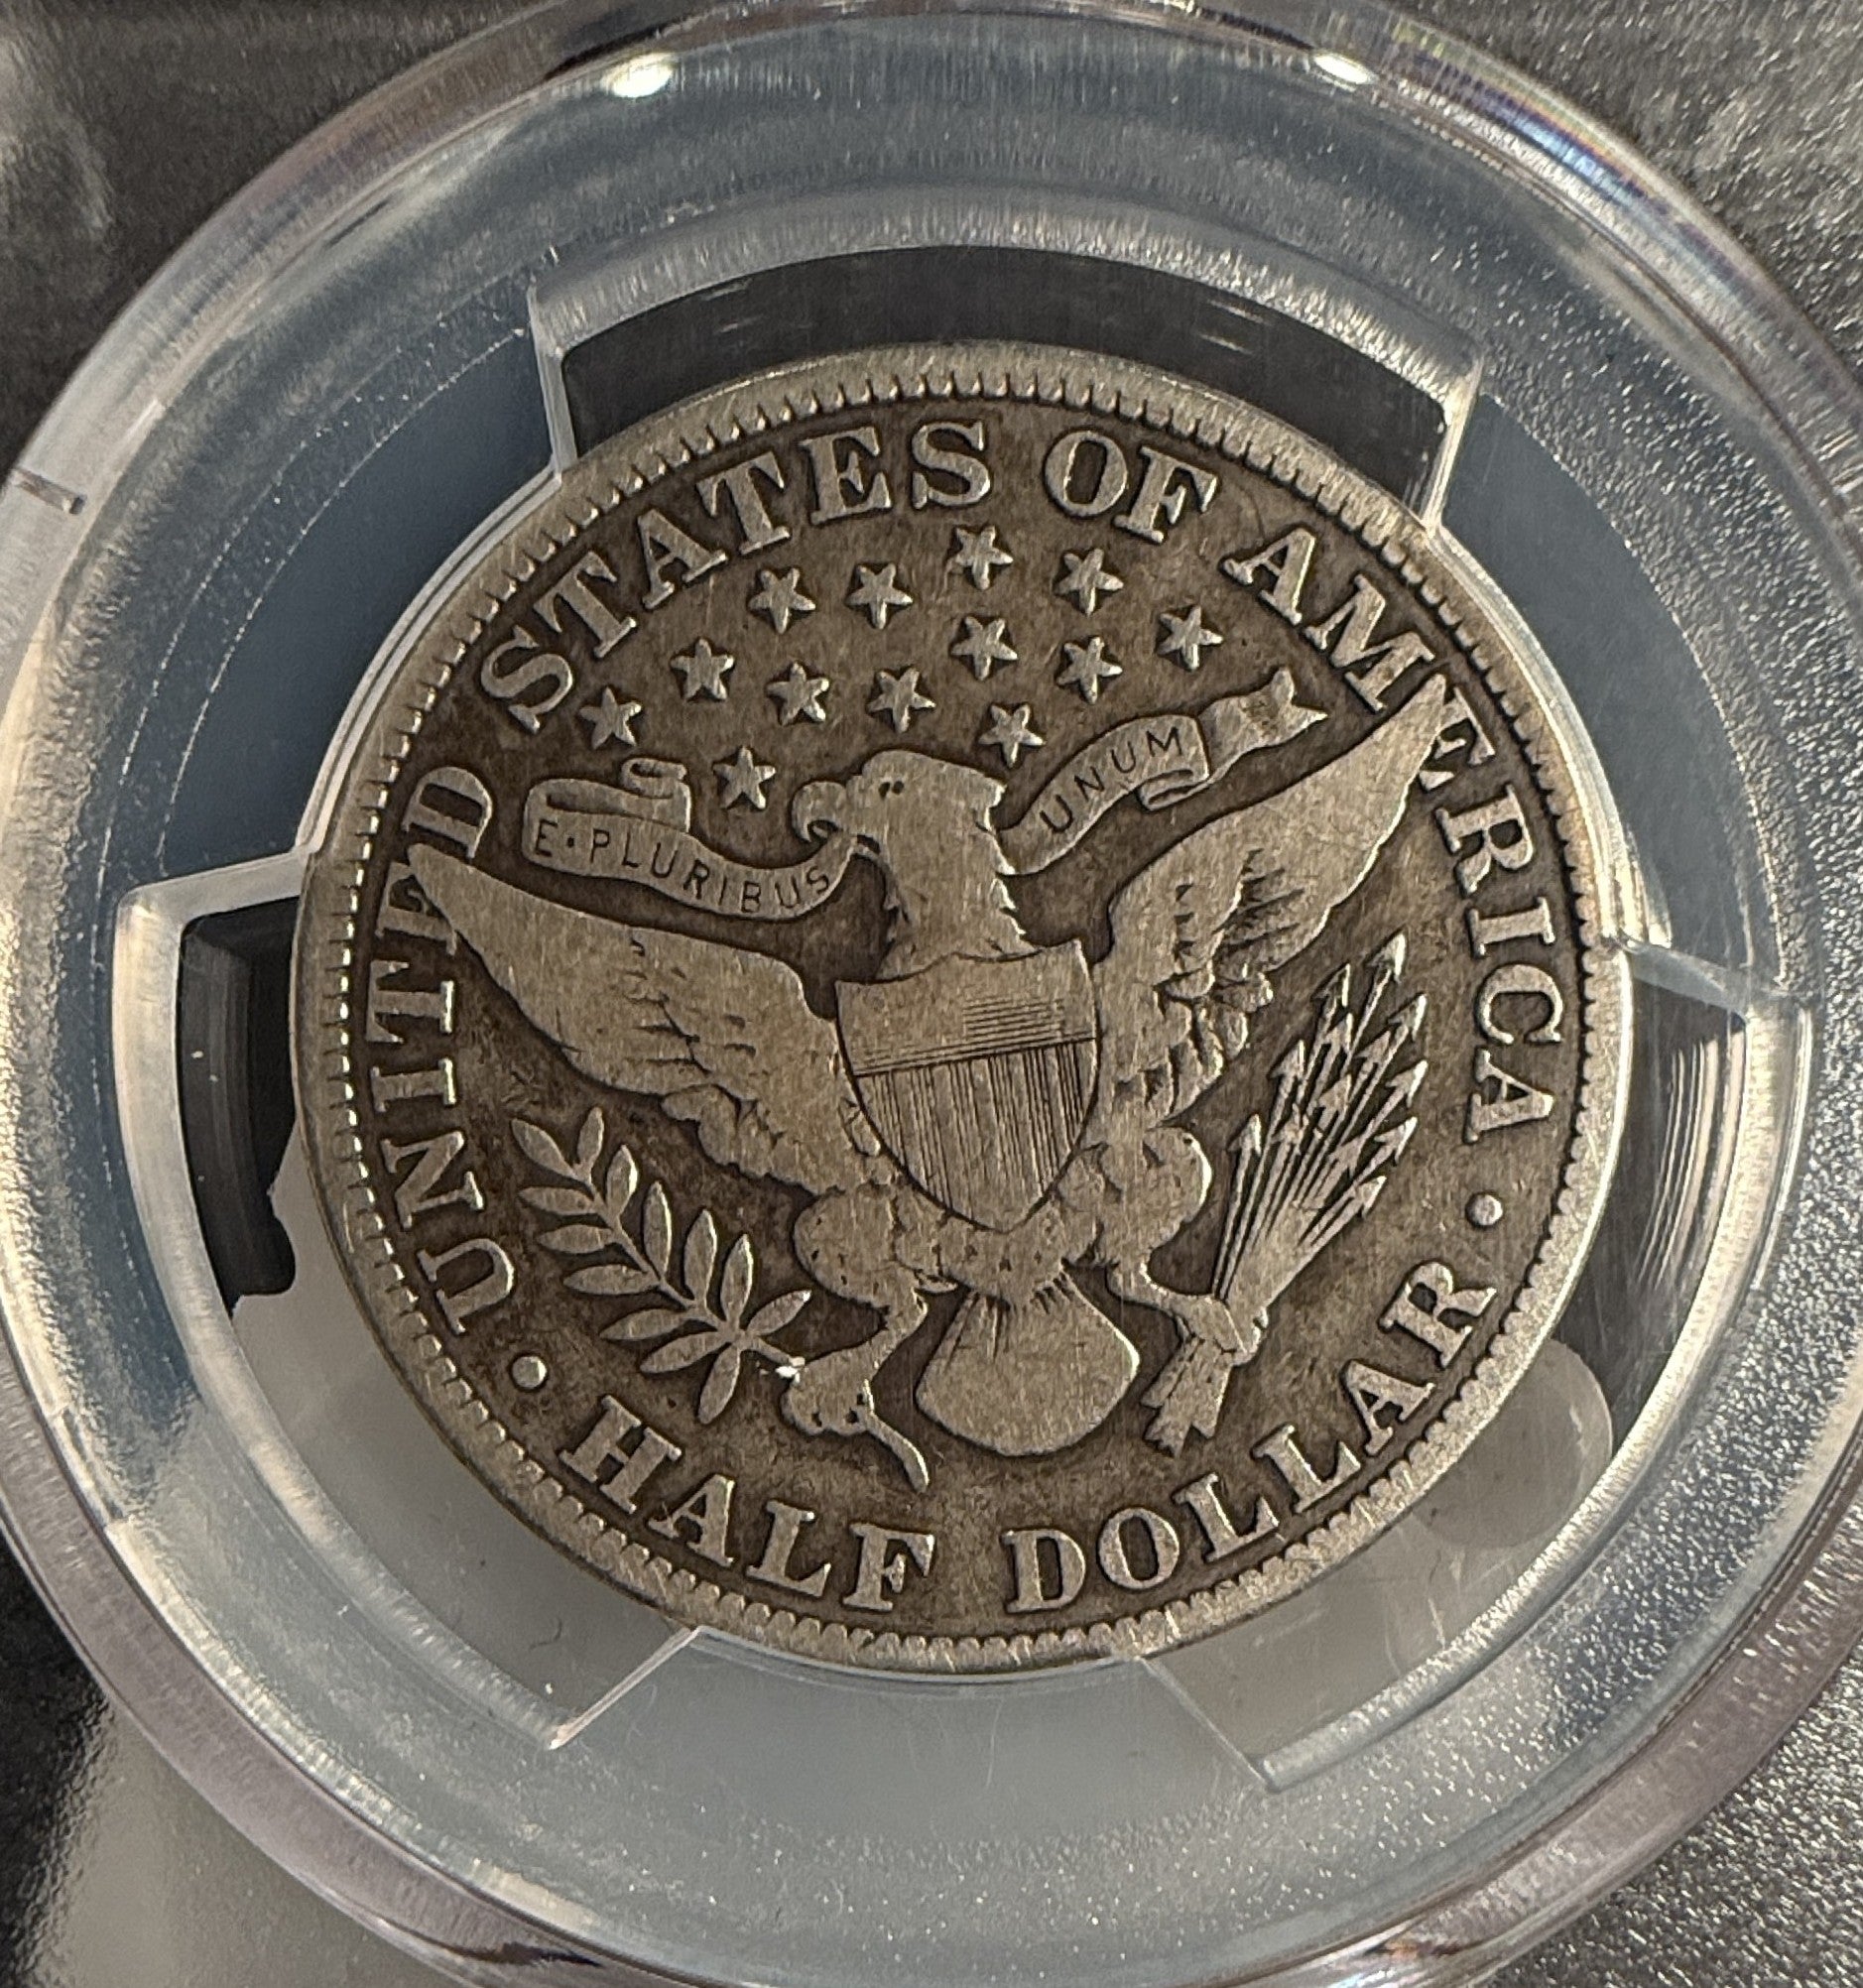 UNITED STATES OF AMERICA
E·PLURIBUS UNUM
· HALF DOLLAR ·